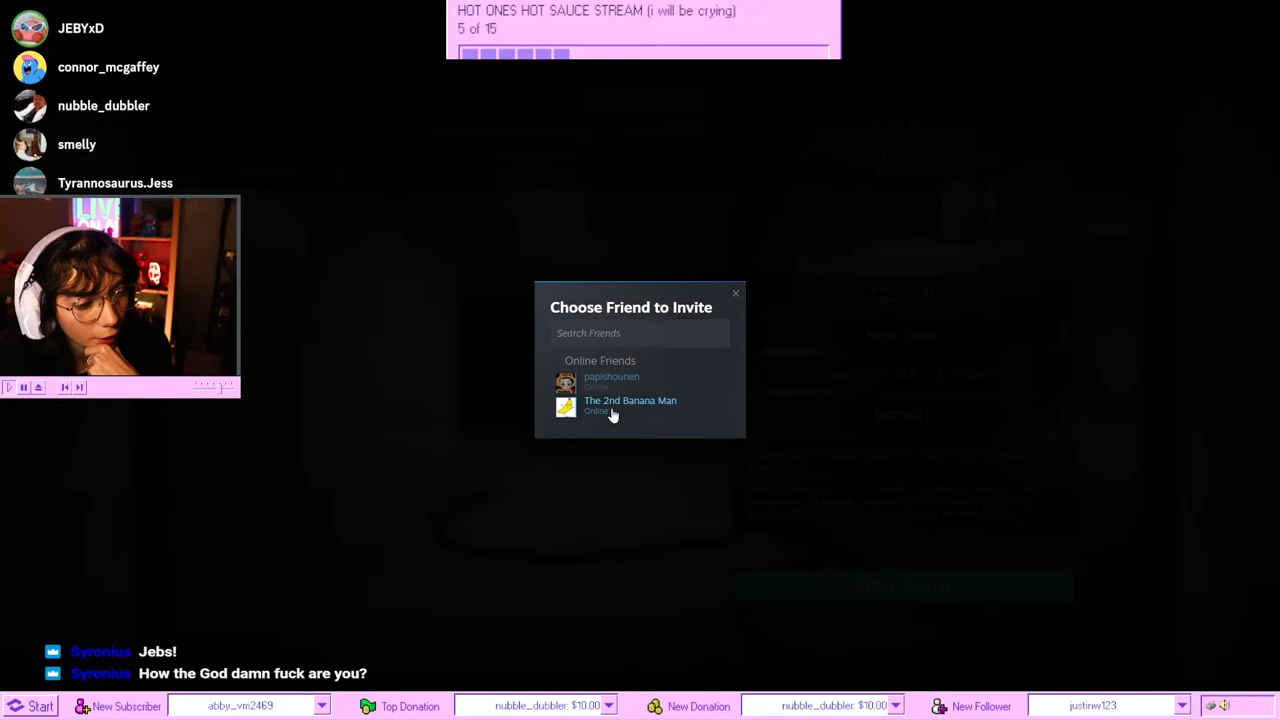 HOT ONES HOT SAUCE STREAM (i will be crying)
5 of 15
JEBYxD
connor_mcgaffey
nubble_dubbler
smelly
Tyrannosaurus.Jess
Choose Friend to Invite
Search Friends
Online Friends
papishounen
Online
The 2nd Banana Man
Online
Syronius Jebs!
Syronius How the God damn fuck are you?
Start
New Subscriber
abby_vm2469
Top Donation
nubble_dubbler: $10.00
New Donation
nubble_dubbler: $10.00
New Follower
justinw123